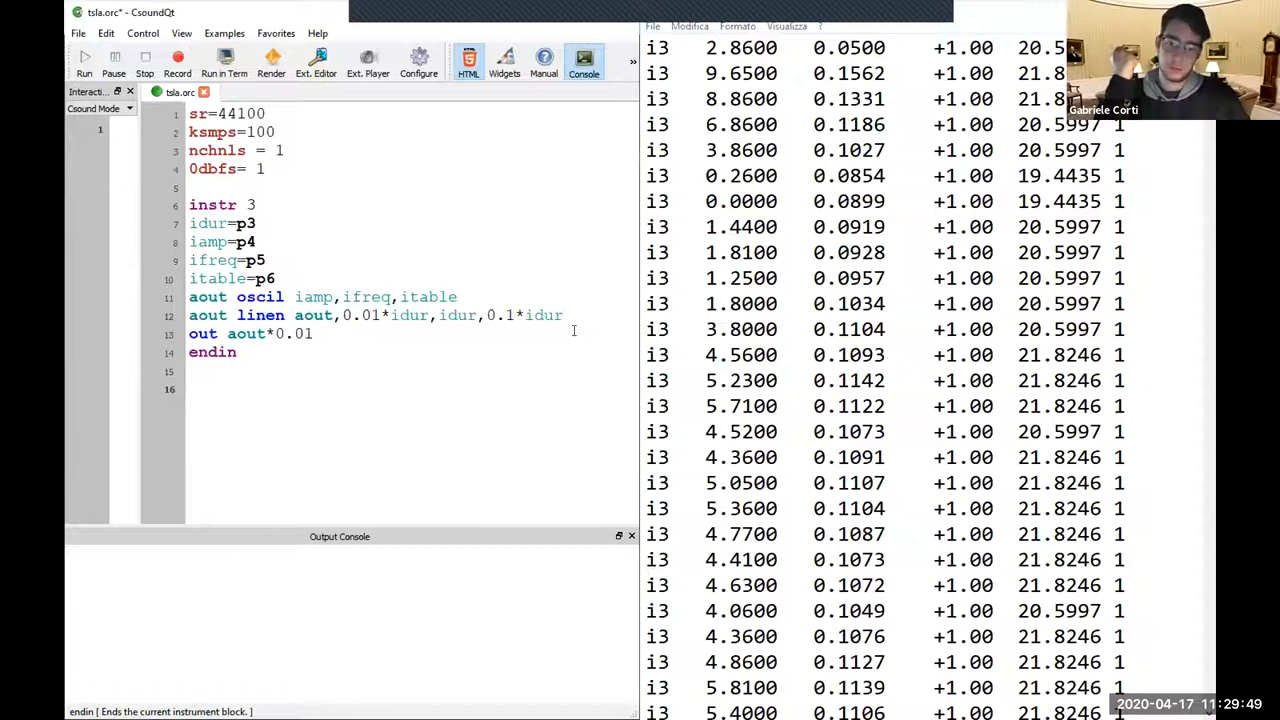 tsla.orc* - CsoundQt
File Edit Control View Examples Favorites Help
Run Pause Stop Record Run in Term Render Ext. Editor Ext. Player Configure HTML Widgets Manual Console »
Interacti...
Csound Mode
1
tsla.orc
1 sr=44100
2 ksmps=100
3 nchnls = 1
4 0dbfs= 1
5
6 instr 3
7 idur=p3
8 iamp=p4
9 ifreq=p5
10 itable=p6
11 aout oscil iamp,ifreq,itable
12 aout linen aout,0.01*idur,idur,0.1*idur
13 out aout*0.01
14 endin
15
16
Output Console
endin [ Ends the current instrument block. ]
File Modifica Formato Visualizza ?
i3 2.8600 0.0500 +1.00 20.5
i3 9.6500 0.1562 +1.00 21.8
i3 8.8600 0.1331 +1.00 21.8
i3 6.8600 0.1186 +1.00 20.5997 1
i3 3.8600 0.1027 +1.00 20.5997 1
i3 0.2600 0.0854 +1.00 19.4435 1
i3 0.0000 0.0899 +1.00 19.4435 1
i3 1.4400 0.0919 +1.00 20.5997 1
i3 1.8100 0.0928 +1.00 20.5997 1
i3 1.2500 0.0957 +1.00 20.5997 1
i3 1.8000 0.1034 +1.00 20.5997 1
i3 3.8000 0.1104 +1.00 20.5997 1
i3 4.5600 0.1093 +1.00 21.8246 1
i3 5.2300 0.1142 +1.00 21.8246 1
i3 5.7100 0.1122 +1.00 21.8246 1
i3 4.5200 0.1073 +1.00 20.5997 1
i3 4.3600 0.1091 +1.00 21.8246 1
i3 5.0500 0.1107 +1.00 21.8246 1
i3 5.3600 0.1104 +1.00 21.8246 1
i3 4.7700 0.1087 +1.00 21.8246 1
i3 4.4100 0.1073 +1.00 21.8246 1
i3 4.6300 0.1072 +1.00 21.8246 1
i3 4.0600 0.1049 +1.00 20.5997 1
i3 4.3600 0.1076 +1.00 21.8246 1
i3 4.8600 0.1127 +1.00 21.8246 1
i3 5.8100 0.1139 +1.00 21.8246 1
i3 5.4000 0.1106 +1.00 21.8246 1
Gabriele Corti
2020-04-17 11:29:49